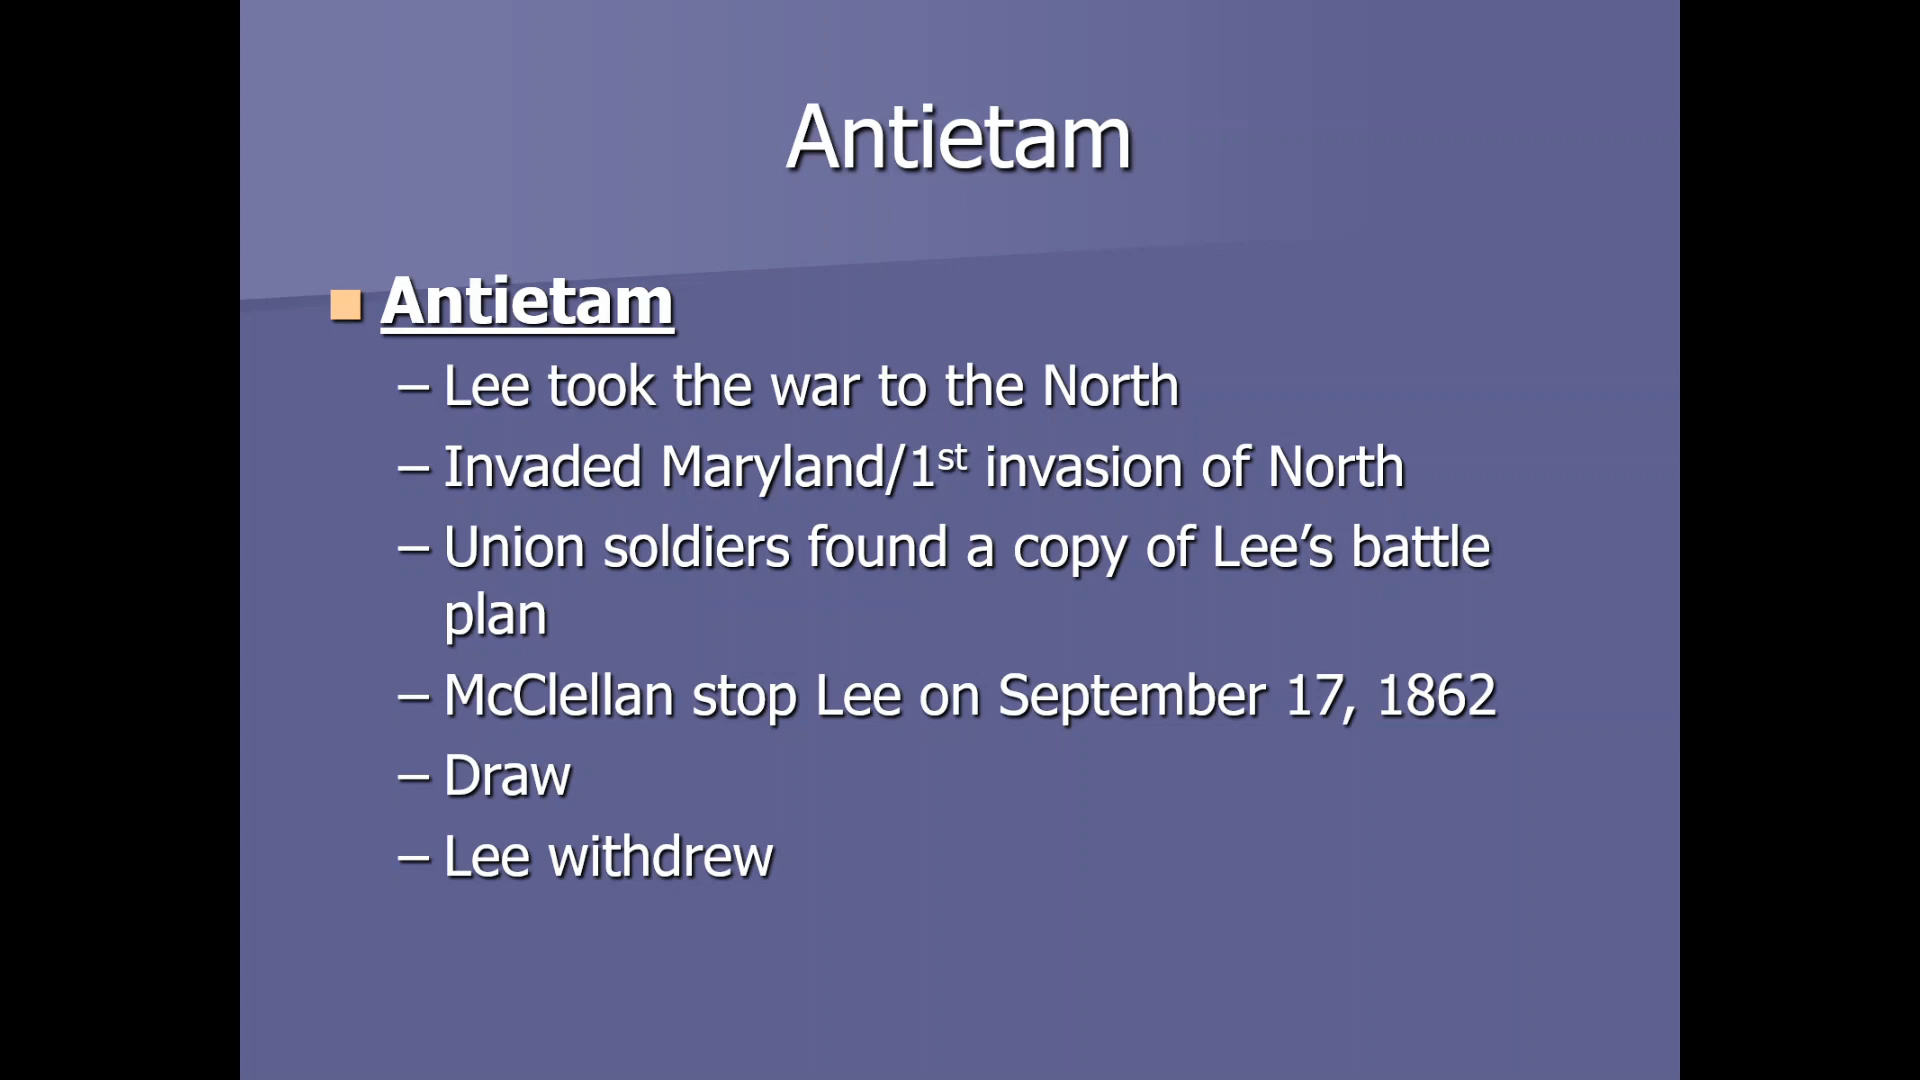 Antietam
■ Antietam
– Lee took the war to the North
– Invaded Maryland/1st invasion of North
– Union soldiers found a copy of Lee’s battle
plan
– McClellan stop Lee on September 17, 1862
– Draw
– Lee withdrew